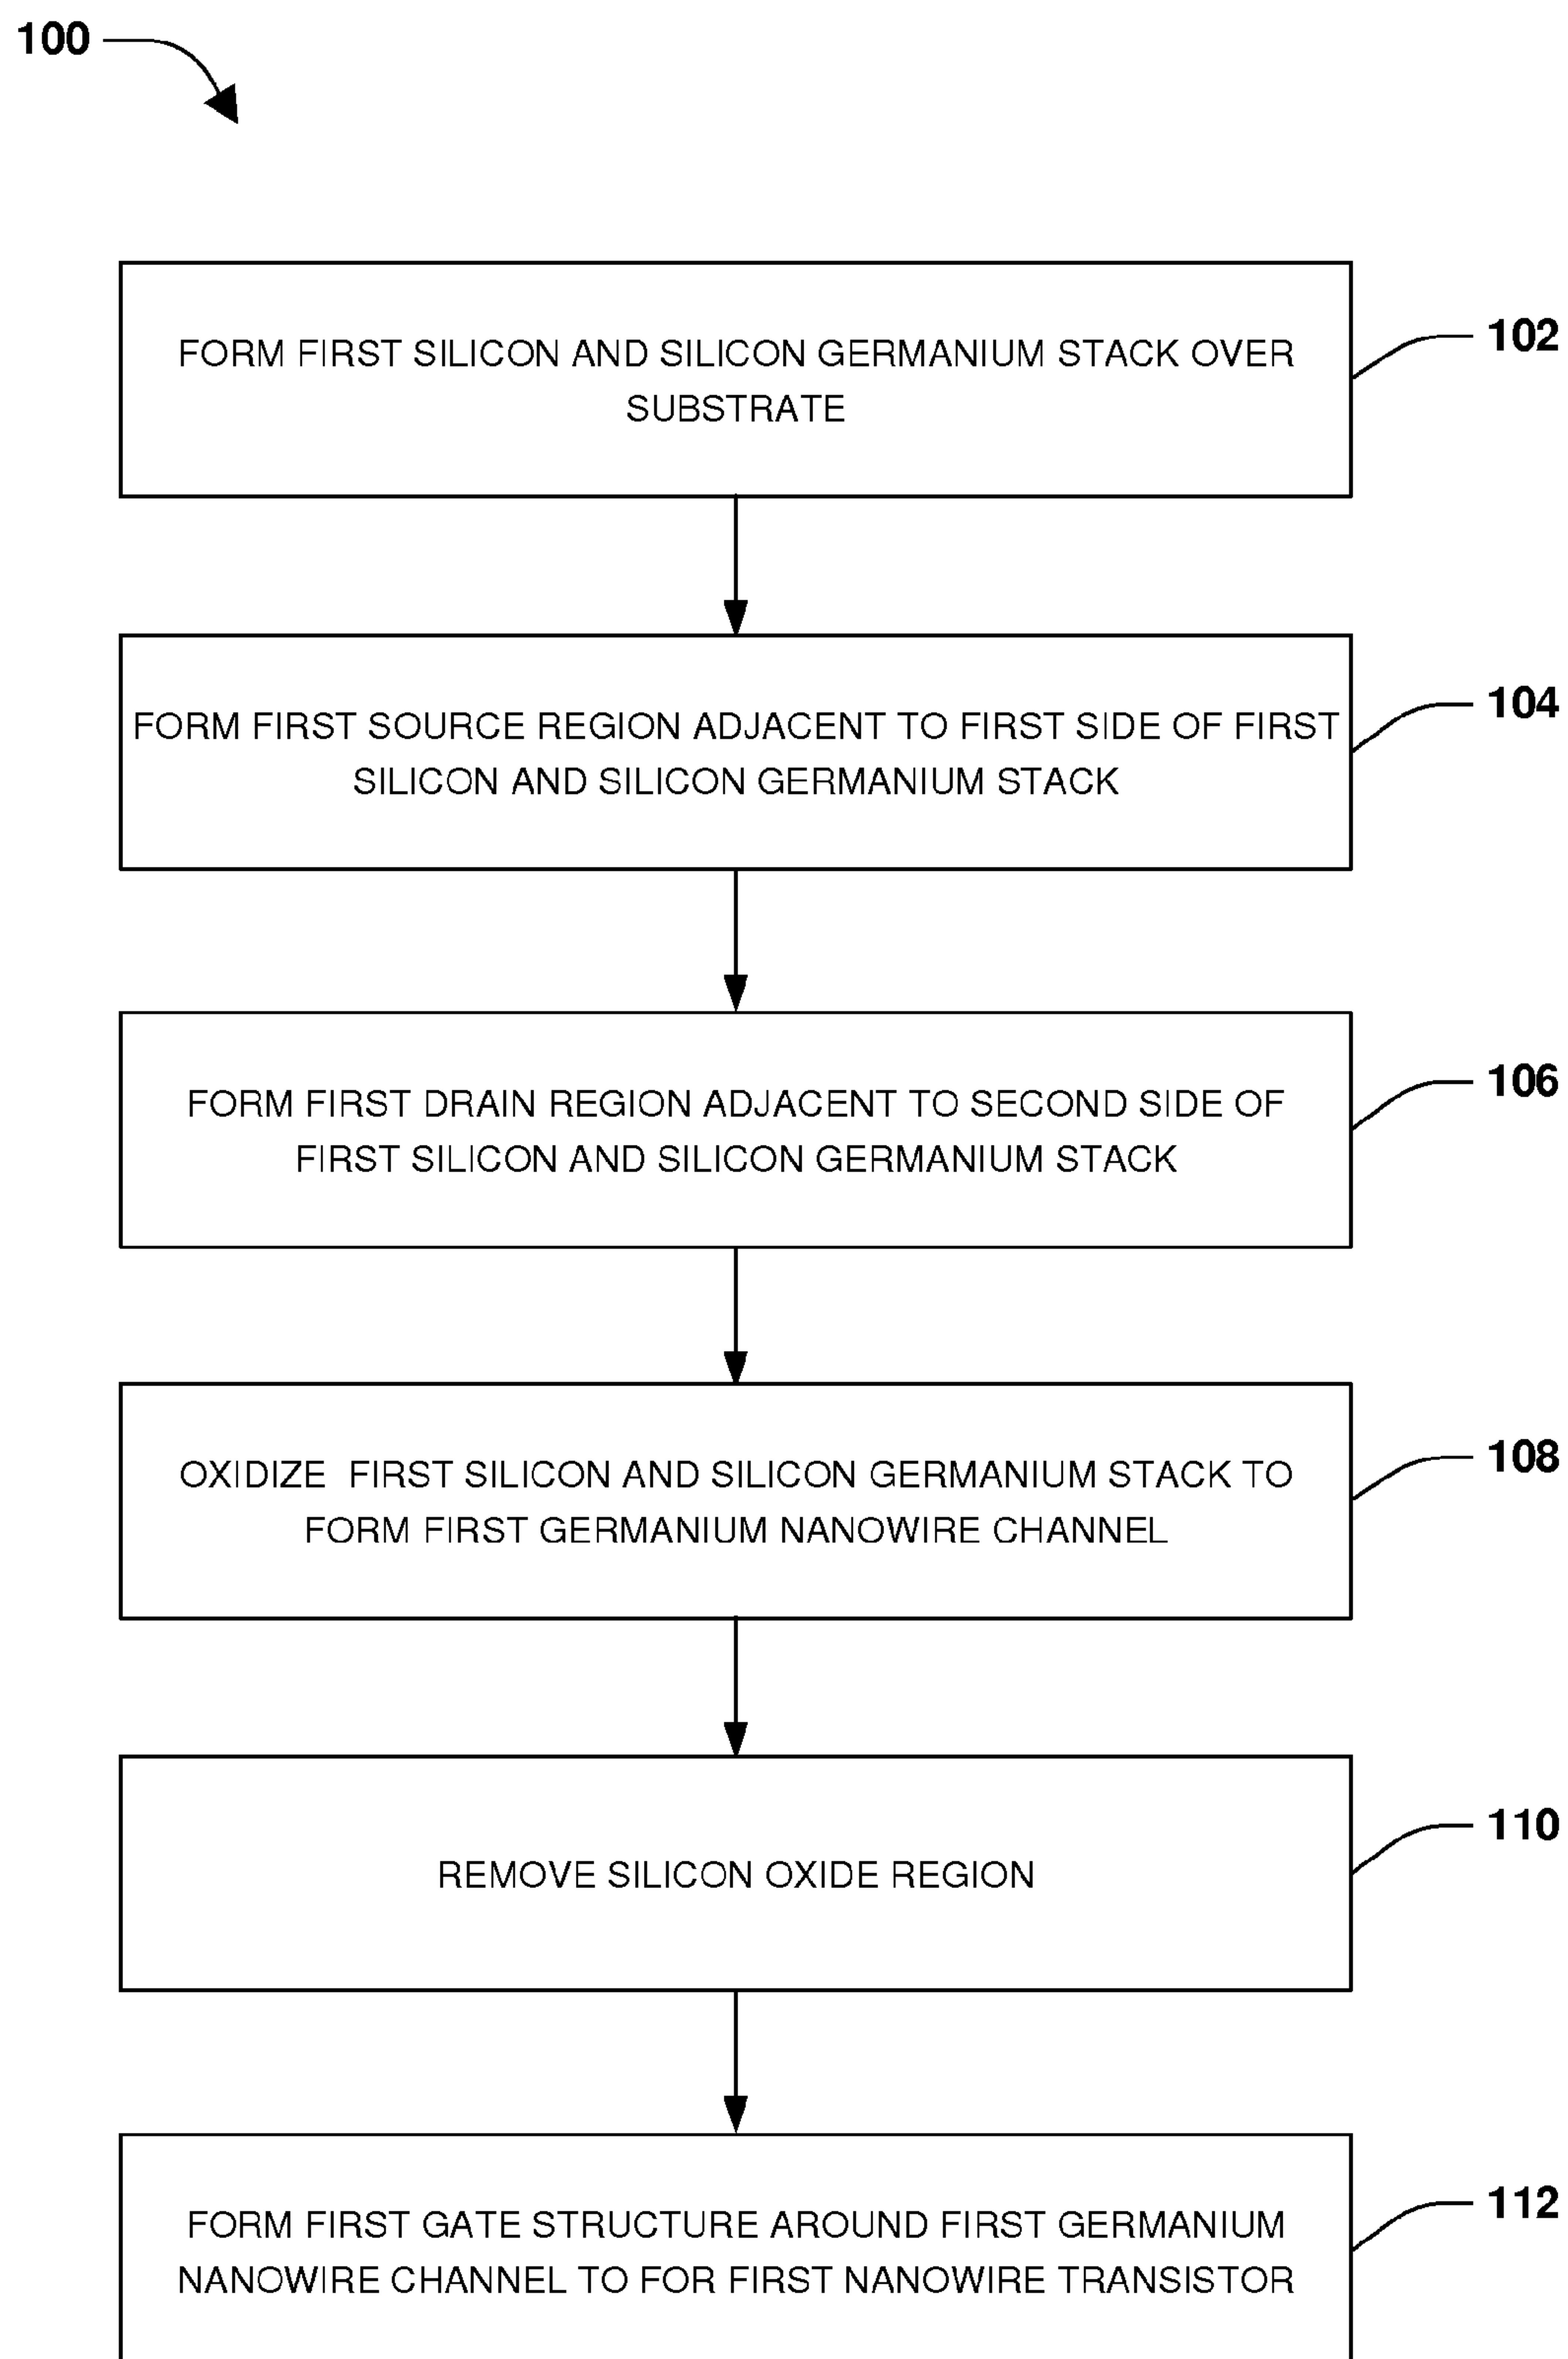 100
FORM FIRST SILICON AND SILICON GERMANIUM STACK OVER
SUBSTRATE
102
FORM FIRST SOURCE REGION ADJACENT TO FIRST SIDE OF FIRST
SILICON AND SILICON GERMANIUM STACK
104
FORM FIRST DRAIN REGION ADJACENT TO SECOND SIDE OF
FIRST SILICON AND SILICON GERMANIUM STACK
106
OXIDIZE  FIRST SILICON AND SILICON GERMANIUM STACK TO
FORM FIRST GERMANIUM NANOWIRE CHANNEL
108
REMOVE SILICON OXIDE REGION
110
FORM FIRST GATE STRUCTURE AROUND FIRST GERMANIUM
NANOWIRE CHANNEL TO FOR FIRST NANOWIRE TRANSISTOR
112